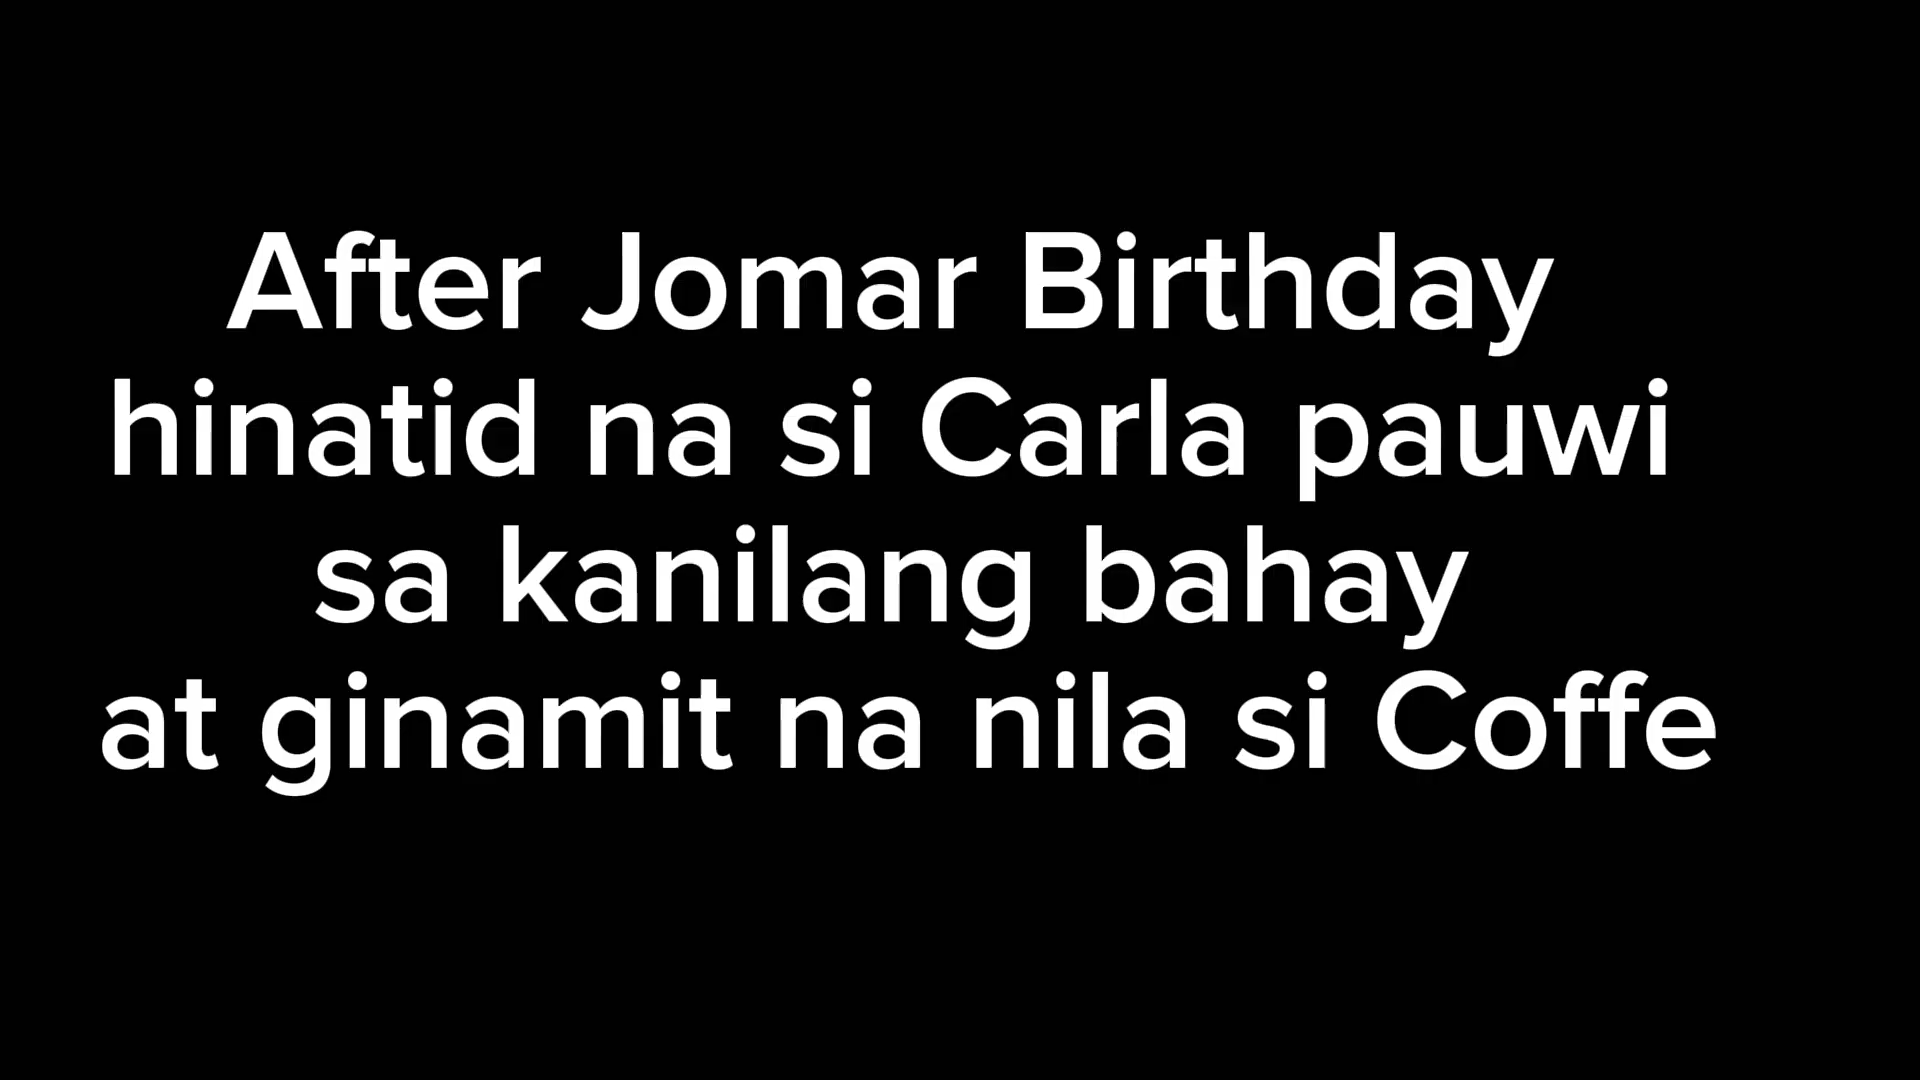 After Jomar Birthday
hinatid na si Carla pauwi
sa kanilang bahay
at ginamit na nila si Coffe